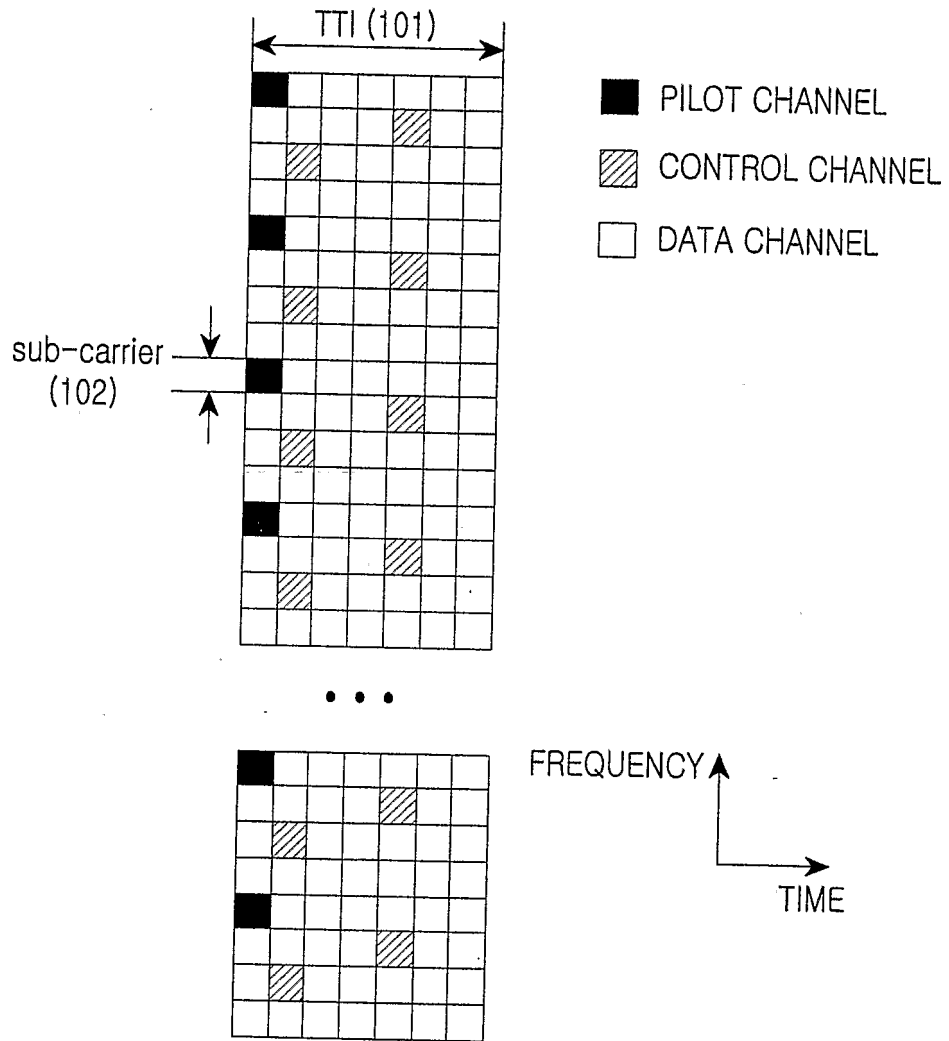 TTI (101)
PILOT CHANNEL
CONTROL CHANNEL
DATA CHANNEL
sub-carrier
(102)
FREQUENCY
TIME